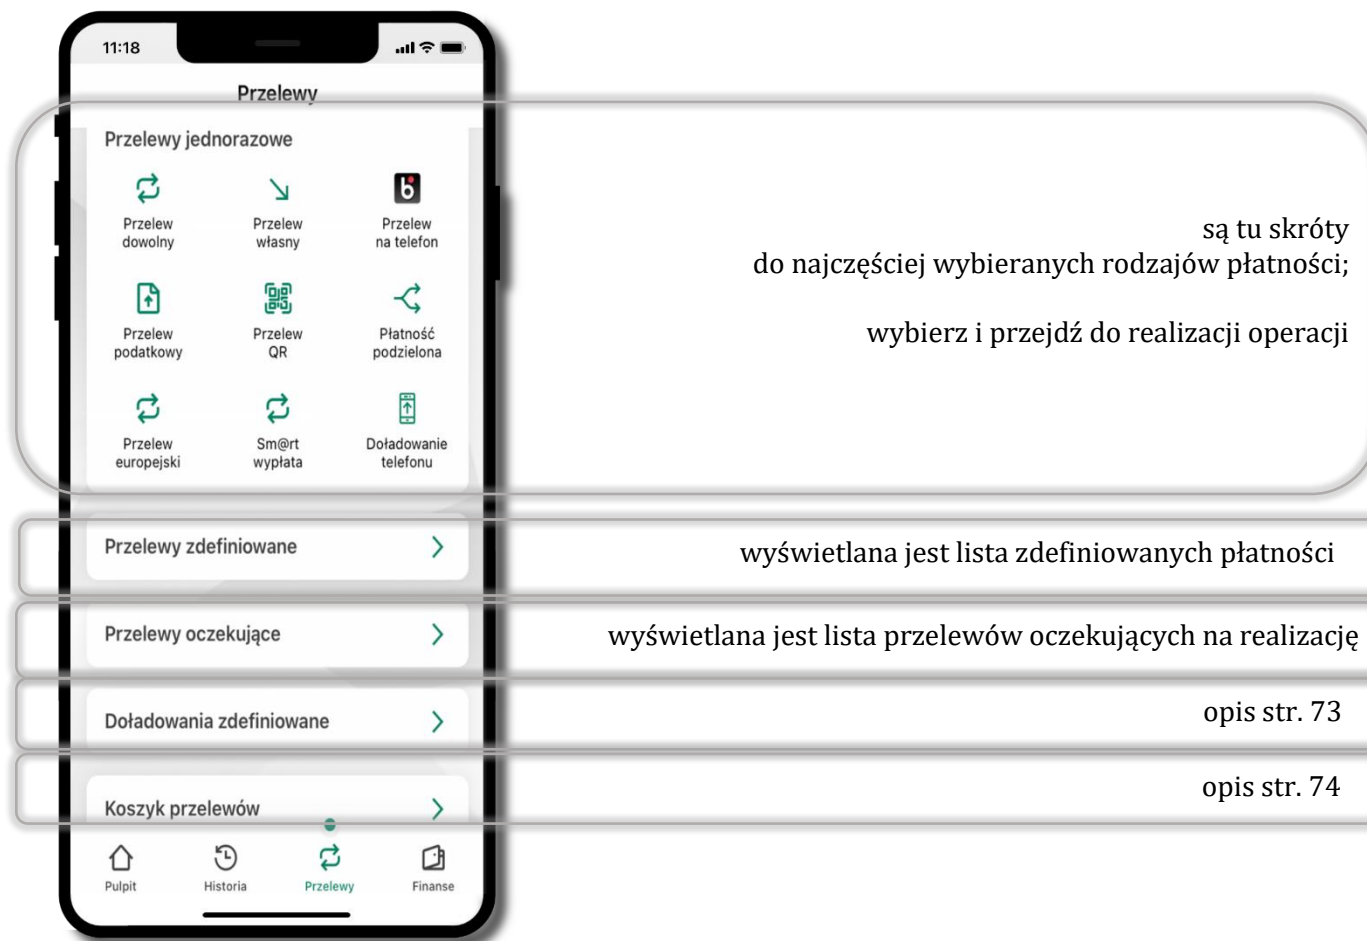 11:18
Przelewy
Przelewy jednorazowe
Przelew
dowolny
Przelew
własny
Przelew
na telefon
Przelew
podatkowy
Przelew
QR
Płatność
podzielona
Przelew
europejski
Sm@rt
wypłata
Doładowanie
telefonu
są tu skróty
do najczęściej wybieranych rodzajów płatności;
wybierz i przejdź do realizacji operacji
Przelewy zdefiniowane
wyświetlana jest lista zdefiniowanych płatności
Przelewy oczekujące
wyświetlana jest lista przelewów oczekujących na realizację
Doładowania zdefiniowane
opis str. 73
Koszyk przelewów
opis str. 74
Pulpit
Historia
Przelewy
Finanse